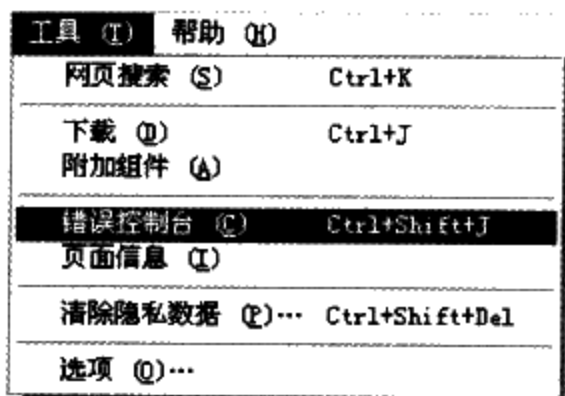 工具 (T) 帮助 (H)
网页搜索 (S) Ctrl+K
下载 (D) Ctrl+J
附加组件 (A)
错误控制台 (C) Ctrl+Shift+J
页面信息 (I)
清除隐私数据 (P)… Ctrl+Shift+Del
选项 (O)…